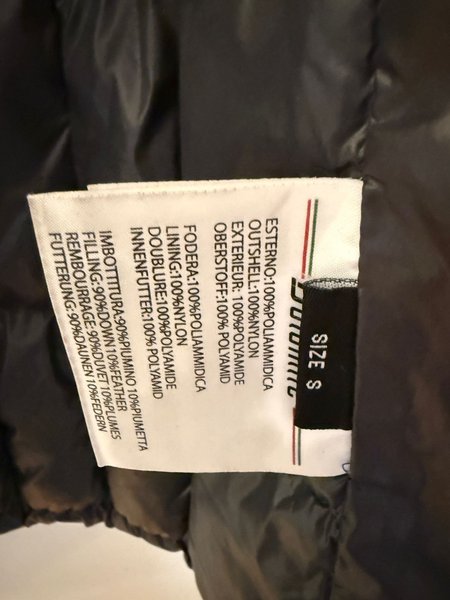 Dolomite
SIZE S
ESTERNO:100%POLIAMMIDICA
OUTSHELL:100%NYLON
EXTERIEUR:100%POLYAMIDE
OBERSTOFF:100% POLYAMID
FODERA:100%POLIAMMIDICA
LINING:100%NYLON
DOUBLURE:100%POLYAMIDE
INNENFUTTER:100% POLYAMID
IMBOTTITURA:90%PIUMINO 10%PIUMETTA
FILLING:90%DOWN 10%FEATHER
REMBOURRAGE:90%DUVET 10%PLUMES
FUTTERUNG:90%DAUNEN 10%FEDERN